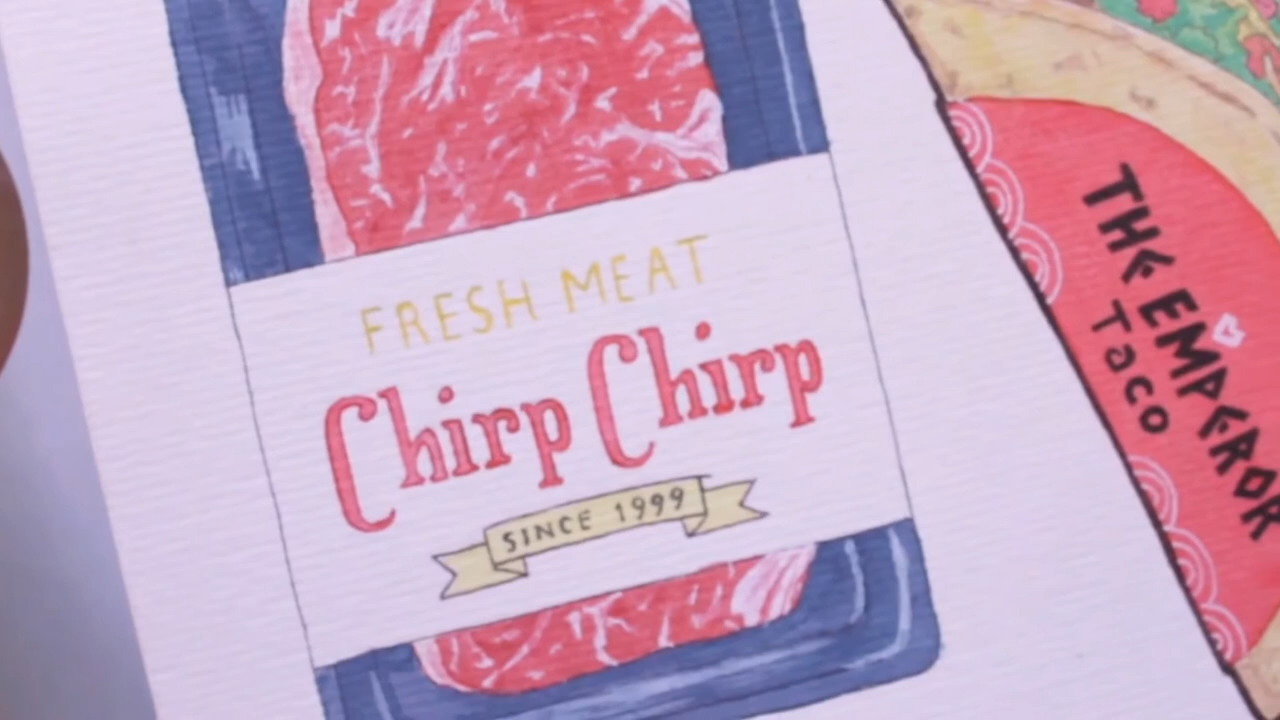 FRESH MEAT
Chirp Chirp
SINCE 1999
THE EMPEROR
Taco